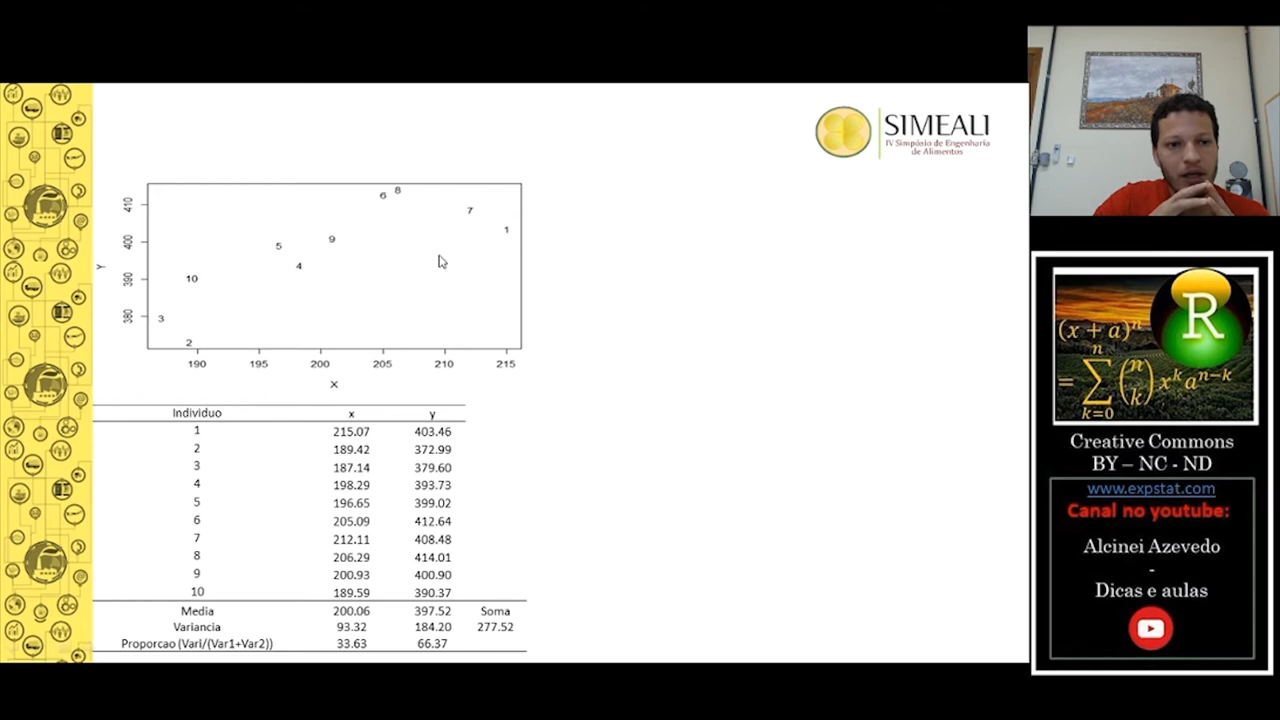 SIMEALI
IV Simpósio de Engenharia
de Alimentos
Y
410
400
390
380
6
8
7
1
5
9
4
10
3
2
190 195 200 205 210 215
X
Individuo x y
1 215.07 403.46
2 189.42 372.99
3 187.14 379.60
4 198.29 393.73
5 196.65 399.02
6 205.09 412.64
7 212.11 408.48
8 206.29 414.01
9 200.93 400.90
10 189.59 390.37
Media 200.06 397.52 Soma
Variancia 93.32 184.20 277.52
Proporcao (Vari/(Var1+Var2)) 33.63 66.37
R
(x + a)^n
= ∑_{k=0}^{n} (n k) x^k a^{n−k}
Creative Commons
BY – NC - ND
www.expstat.com
Canal no youtube:
Alcinei Azevedo
-
Dicas e aulas